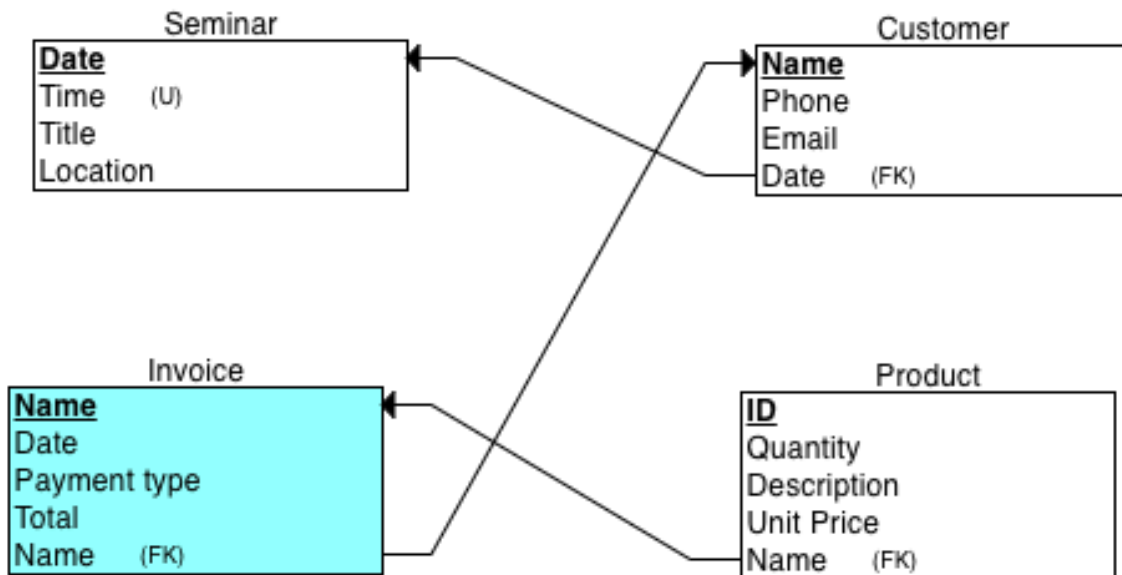 Seminar
Date
Time (U)
Title
Location
Customer
Name
Phone
Email
Date (FK)
Invoice
Name
Date
Payment type
Total
Name (FK)
Product
ID
Quantity
Description
Unit Price
Name (FK)